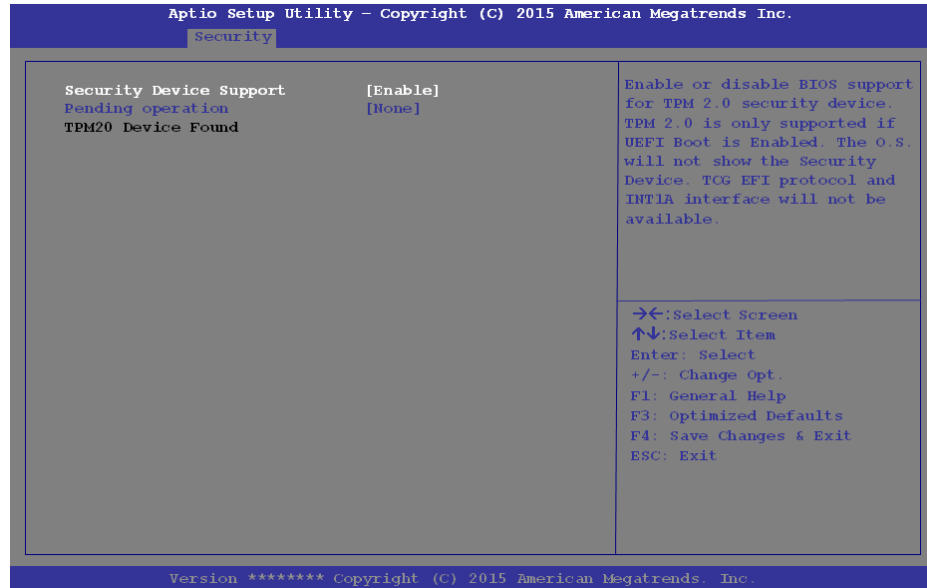 Aptio Setup Utility – Copyright (C) 2015 American Megatrends Inc.
Security
Security Device Support [Enable]
Pending operation [None]
TPM20 Device Found
Enable or disable BIOS support
for TPM 2.0 security device.
TPM 2.0 is only supported if
UEFI Boot is Enabled. The O.S.
will not show the Security
Device. TCG EFI protocol and
INT1A interface will not be
available.
→←:Select Screen
↑↓:Select Item
Enter: Select
+/-: Change Opt.
F1: General Help
F3: Optimized Defaults
F4: Save Changes & Exit
ESC: Exit
Version ******** Copyright (C) 2015 American Megatrends. Inc.